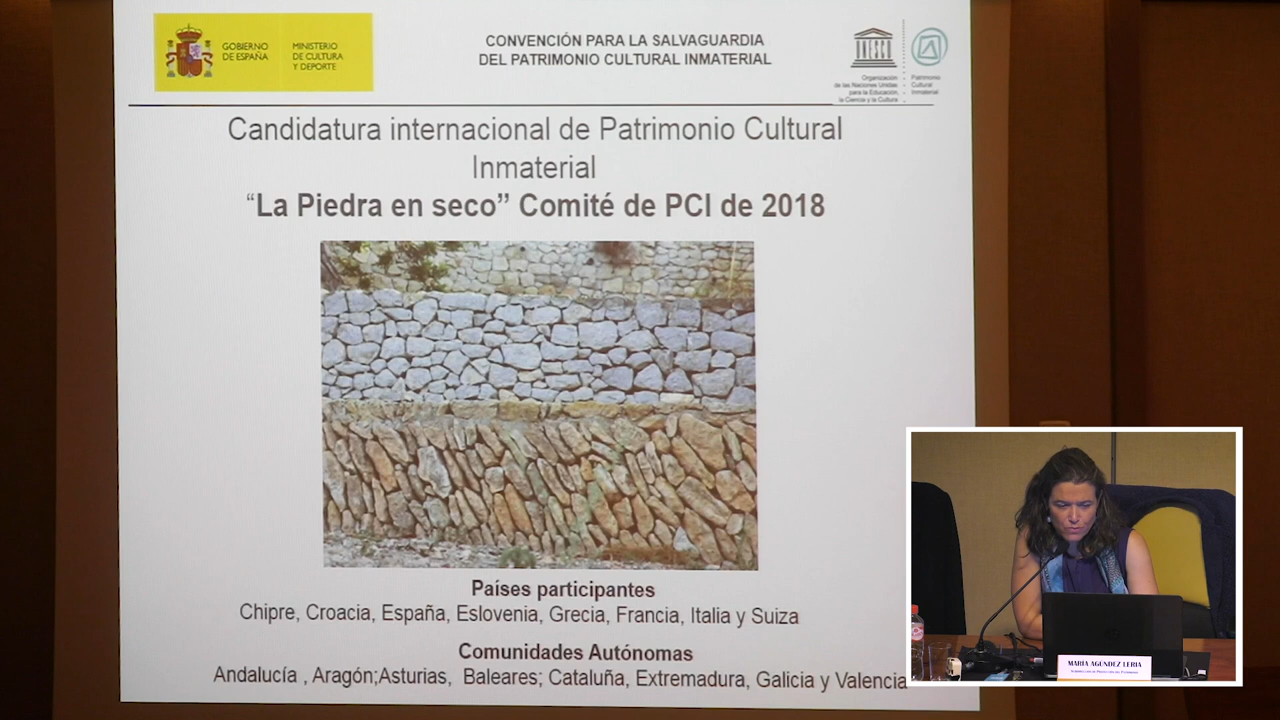 GOBIERNO
DE ESPAÑA
MINISTERIO
DE CULTURA
Y DEPORTE
CONVENCIÓN PARA LA SALVAGUARDIA
DEL PATRIMONIO CULTURAL INMATERIAL
UNESCO
Organización
de las Naciones Unidas
para la Educación,
la Ciencia y la Cultura
Patrimonio
Cultural
Inmaterial
Candidatura internacional de Patrimonio Cultural
Inmaterial
“La Piedra en seco” Comité de PCI de 2018
Países participantes
Chipre, Croacia, España, Eslovenia, Grecia, Francia, Italia y Suiza
Comunidades Autónomas
Andalucía , Aragón;Asturias, Baleares; Cataluña, Extremadura, Galicia y Valencia
MARÍA AGÚNDEZ LERIA